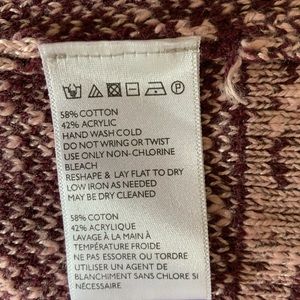 58% COTTON
42% ACRYLIC
HAND WASH COLD
DO NOT WRING OR TWIST
USE ONLY NON-CHLORINE
BLEACH
RESHAPE & LAY FLAT TO DRY
LOW IRON AS NEEDED
MAY BE DRY CLEANED
58% COTON
42% ACRYLIQUE
LAVAGE À LA MAIN À
TEMPÉRATURE FROIDE
NE PAS ESSORER OU TORDRE
UTILISER UN AGENT DE
BLANCHIMENT SANS CHLORE SI
NÉCESSAIRE